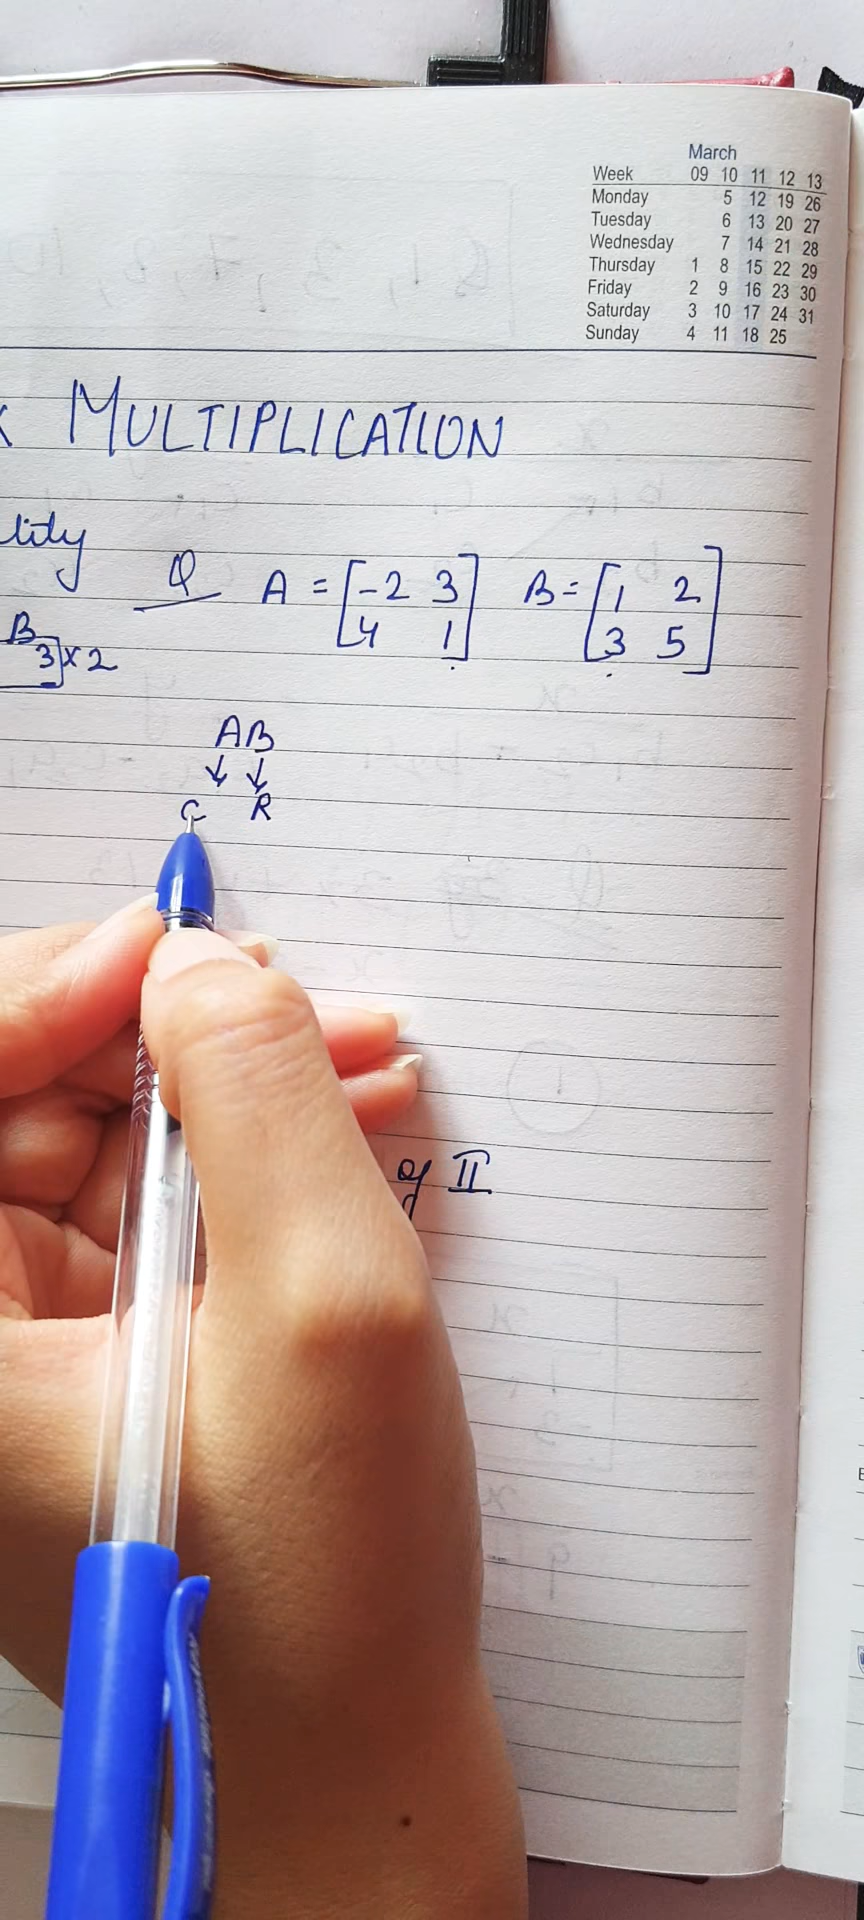 March
Week 09 10 11 12 13
Monday 5 12 19 26
Tuesday 6 13 20 27
Wednesday 7 14 21 28
Thursday 1 8 15 22 29
Friday 2 9 16 23 30
Saturday 3 10 17 24 31
Sunday 4 11 18 25
MULTIPLICATION
lity
Q A = [-2 3 B = [1 2
4 1] 3 5]
B
3] × 2
AB
↓ ↓
C R
of II